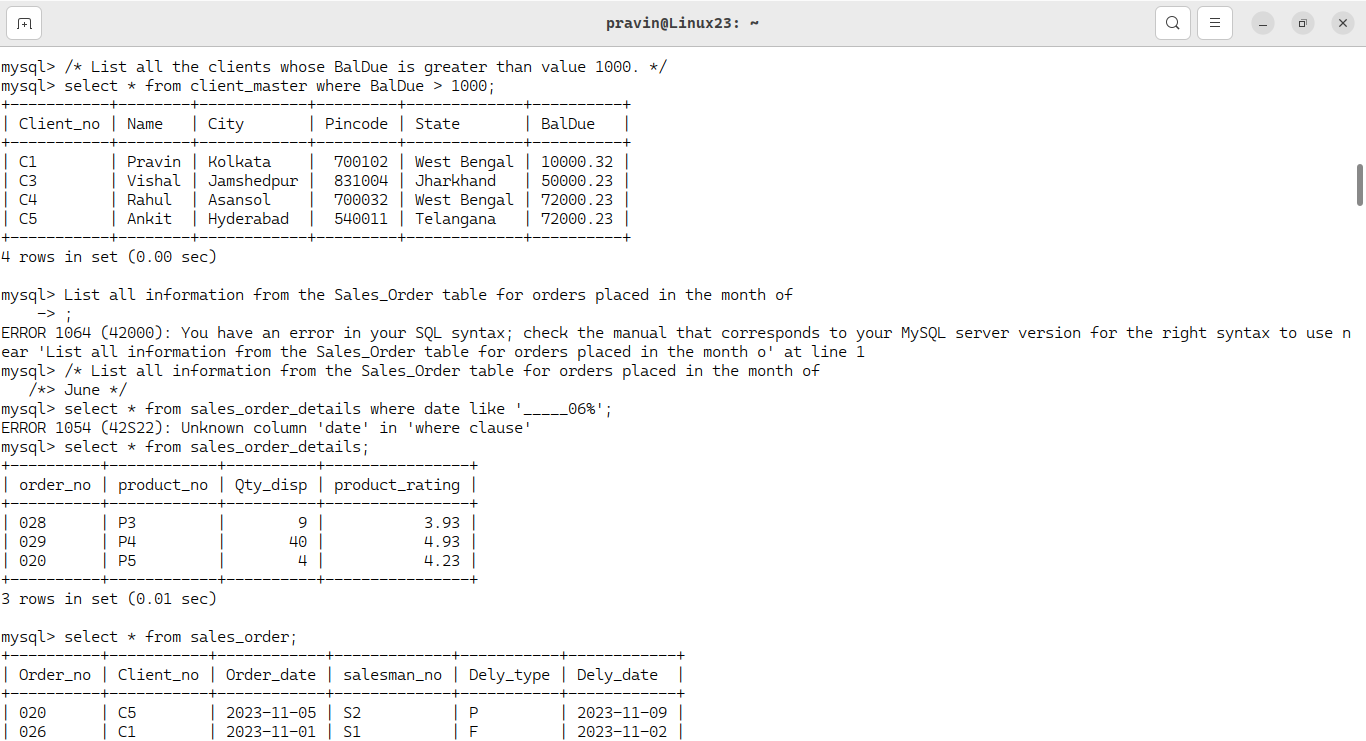 pravin@Linux23: ~
mysql> /* List all the clients whose BalDue is greater than value 1000. */
mysql> select * from client_master where BalDue > 1000;
+-----------+--------+------------+---------+-------------+----------+
| Client_no | Name   | City       | Pincode | State       | BalDue   |
+-----------+--------+------------+---------+-------------+----------+
| C1        | Pravin | Kolkata    |  700102 | West Bengal | 10000.32 |
| C3        | Vishal | Jamshedpur |  831004 | Jharkhand   | 50000.23 |
| C4        | Rahul  | Asansol    |  700032 | West Bengal | 72000.23 |
| C5        | Ankit  | Hyderabad  |  540011 | Telangana   | 72000.23 |
+-----------+--------+------------+---------+-------------+----------+
4 rows in set (0.00 sec)

mysql> List all information from the Sales_Order table for orders placed in the month of
    -> ;
ERROR 1064 (42000): You have an error in your SQL syntax; check the manual that corresponds to your MySQL server version for the right syntax to use n
ear 'List all information from the Sales_Order table for orders placed in the month o' at line 1
mysql> /* List all information from the Sales_Order table for orders placed in the month of
   /*> June */
mysql> select * from sales_order_details where date like '_____06%';
ERROR 1054 (42S22): Unknown column 'date' in 'where clause'
mysql> select * from sales_order_details;
+----------+------------+----------+----------------+
| order_no | product_no | Qty_disp | product_rating |
+----------+------------+----------+----------------+
| 028      | P3         |        9 |           3.93 |
| 029      | P4         |       40 |           4.93 |
| 020      | P5         |        4 |           4.23 |
+----------+------------+----------+----------------+
3 rows in set (0.01 sec)

mysql> select * from sales_order;
+----------+-----------+------------+-------------+-----------+------------+
| Order_no | Client_no | Order_date | salesman_no | Dely_type | Dely_date  |
+----------+-----------+------------+-------------+-----------+------------+
| 020      | C5        | 2023-11-05 | S2          | P         | 2023-11-09 |
| 026      | C1        | 2023-11-01 | S1          | F         | 2023-11-02 |